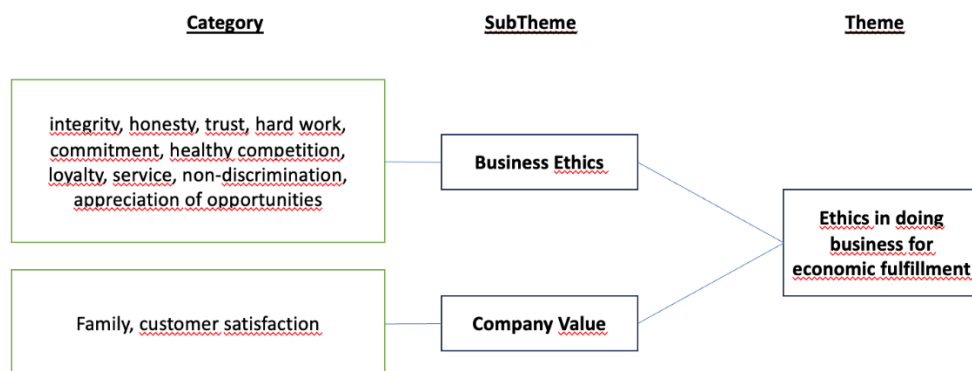 Category
SubTheme
Theme
integrity, honesty, trust, hard work,
commitment, healthy competition,
loyalty, service, non-discrimination,
appreciation of opportunities
Business Ethics
Ethics in doing
business for
economic fulfillment
Family, customer satisfaction
Company Value